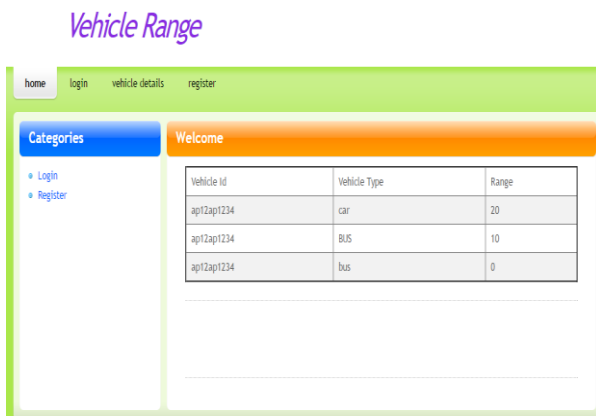 Vehicle Range
home login vehicle details register
Categories
Login
Register
Welcome
Vehicle Id Vehicle Type Range
ap12ap1234 car 20
ap12ap1234 BUS 10
ap12ap1234 bus 0